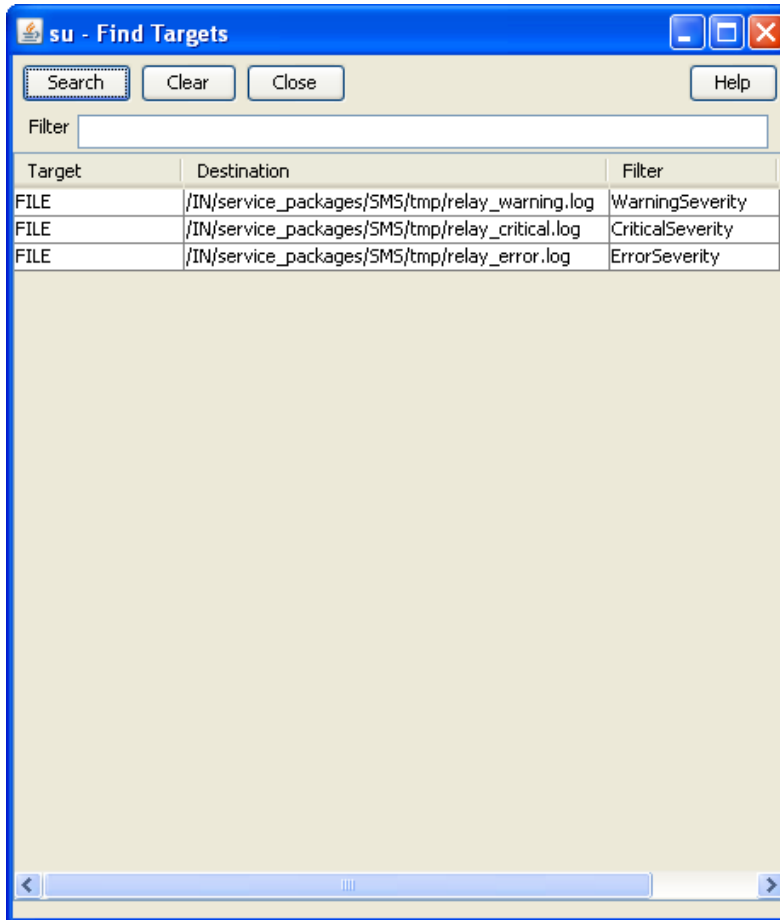 su - Find Targets
Search Clear Close Help
Filter
Target Destination Filter
FILE /IN/service_packages/SMS/tmp/relay_warning.log WarningSeverity
FILE /IN/service_packages/SMS/tmp/relay_critical.log CriticalSeverity
FILE /IN/service_packages/SMS/tmp/relay_error.log ErrorSeverity